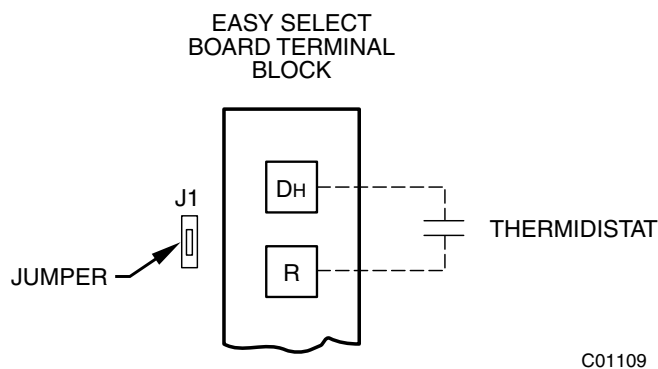 EASY SELECT
BOARD TERMINAL
BLOCK
J1
DH
THERMIDISTAT
JUMPER
R
C01109